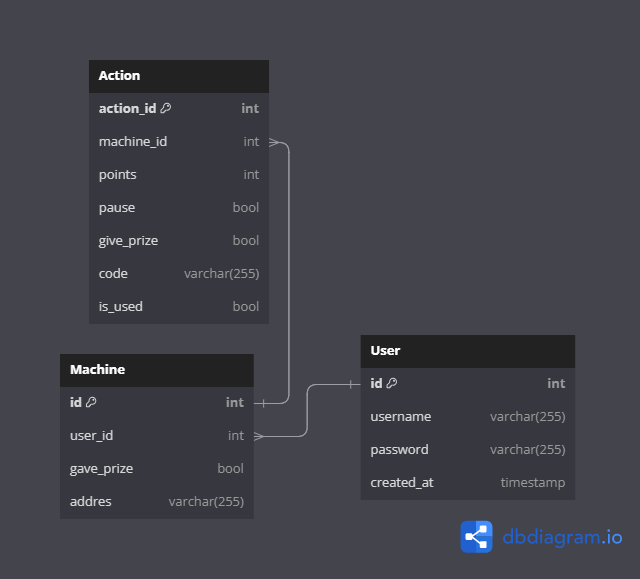 Action
action_id int
machine_id int
points int
pause bool
give_prize bool
code varchar(255)
is_used bool
Machine
id int
user_id int
gave_prize bool
addres varchar(255)
User
id int
username varchar(255)
password varchar(255)
created_at timestamp
dbdiagram.io